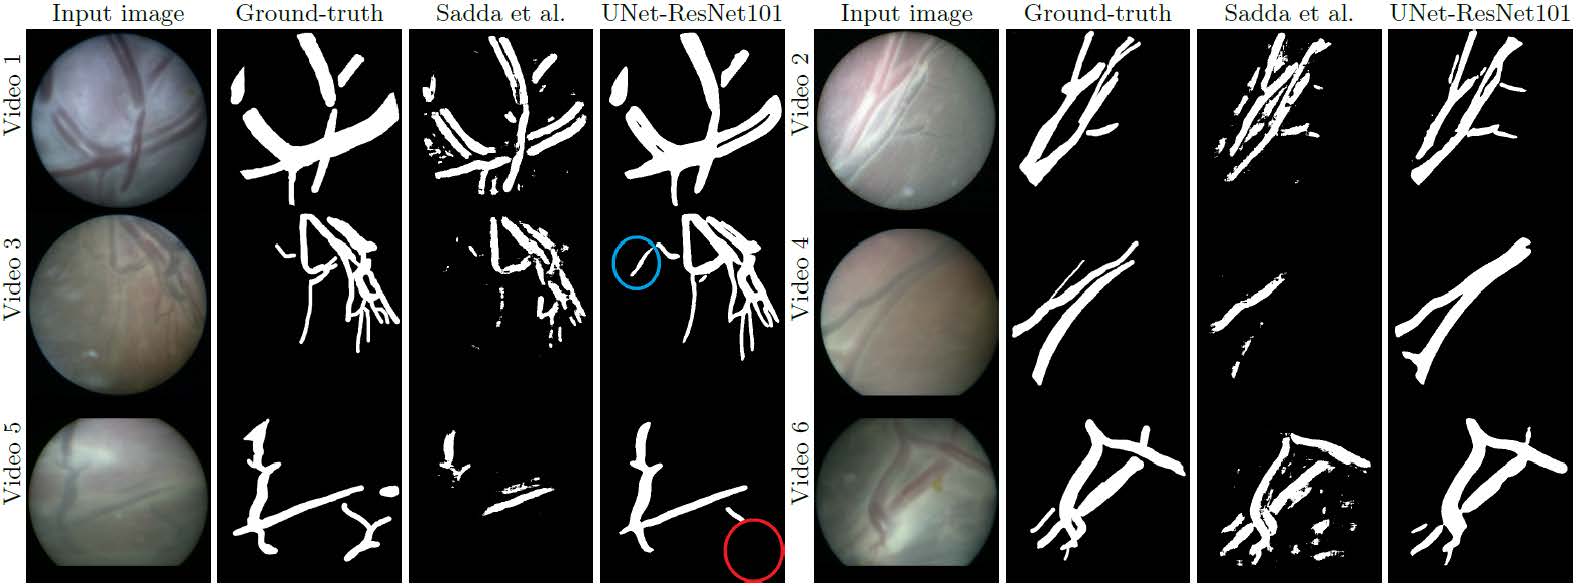 Input image Ground-truth Sadda et al. UNet-ResNet101 Input image Ground-truth Sadda et al. UNet-ResNet101
Video 1
Video 2
Video 3
Video 4
Video 5
Video 6